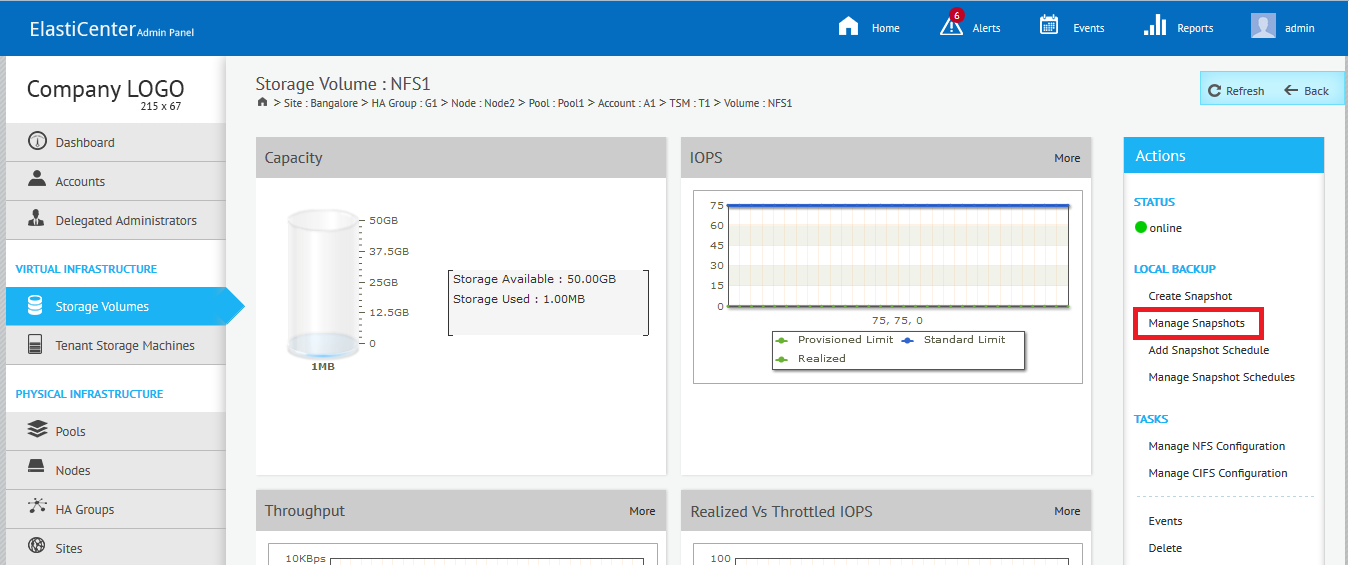 ElastiCenter Admin Panel
Home
6
Alerts
Events
Reports
admin
Company LOGO
215 x 67
Dashboard
Accounts
Delegated Administrators
VIRTUAL INFRASTRUCTURE
Storage Volumes
Tenant Storage Machines
PHYSICAL INFRASTRUCTURE
Pools
Nodes
HA Groups
Sites
Storage Volume : NFS1
> Site : Bangalore > HA Group : G1 > Node : Node2 > Pool : Pool1 > Account : A1 > TSM : T1 > Volume : NFS1
Refresh
Back
Capacity
50GB
37.5GB
25GB
12.5GB
0
1MB
Storage Available : 50.00GB
Storage Used : 1.00MB
IOPS
More
75
60
45
30
15
0
75, 75, 0
Provisioned Limit
Standard Limit
Realized
Throughput
More
10KBps
Realized Vs Throttled IOPS
More
100
Actions
STATUS
online
LOCAL BACKUP
Create Snapshot
Manage Snapshots
Add Snapshot Schedule
Manage Snapshot Schedules
TASKS
Manage NFS Configuration
Manage CIFS Configuration
Events
Delete